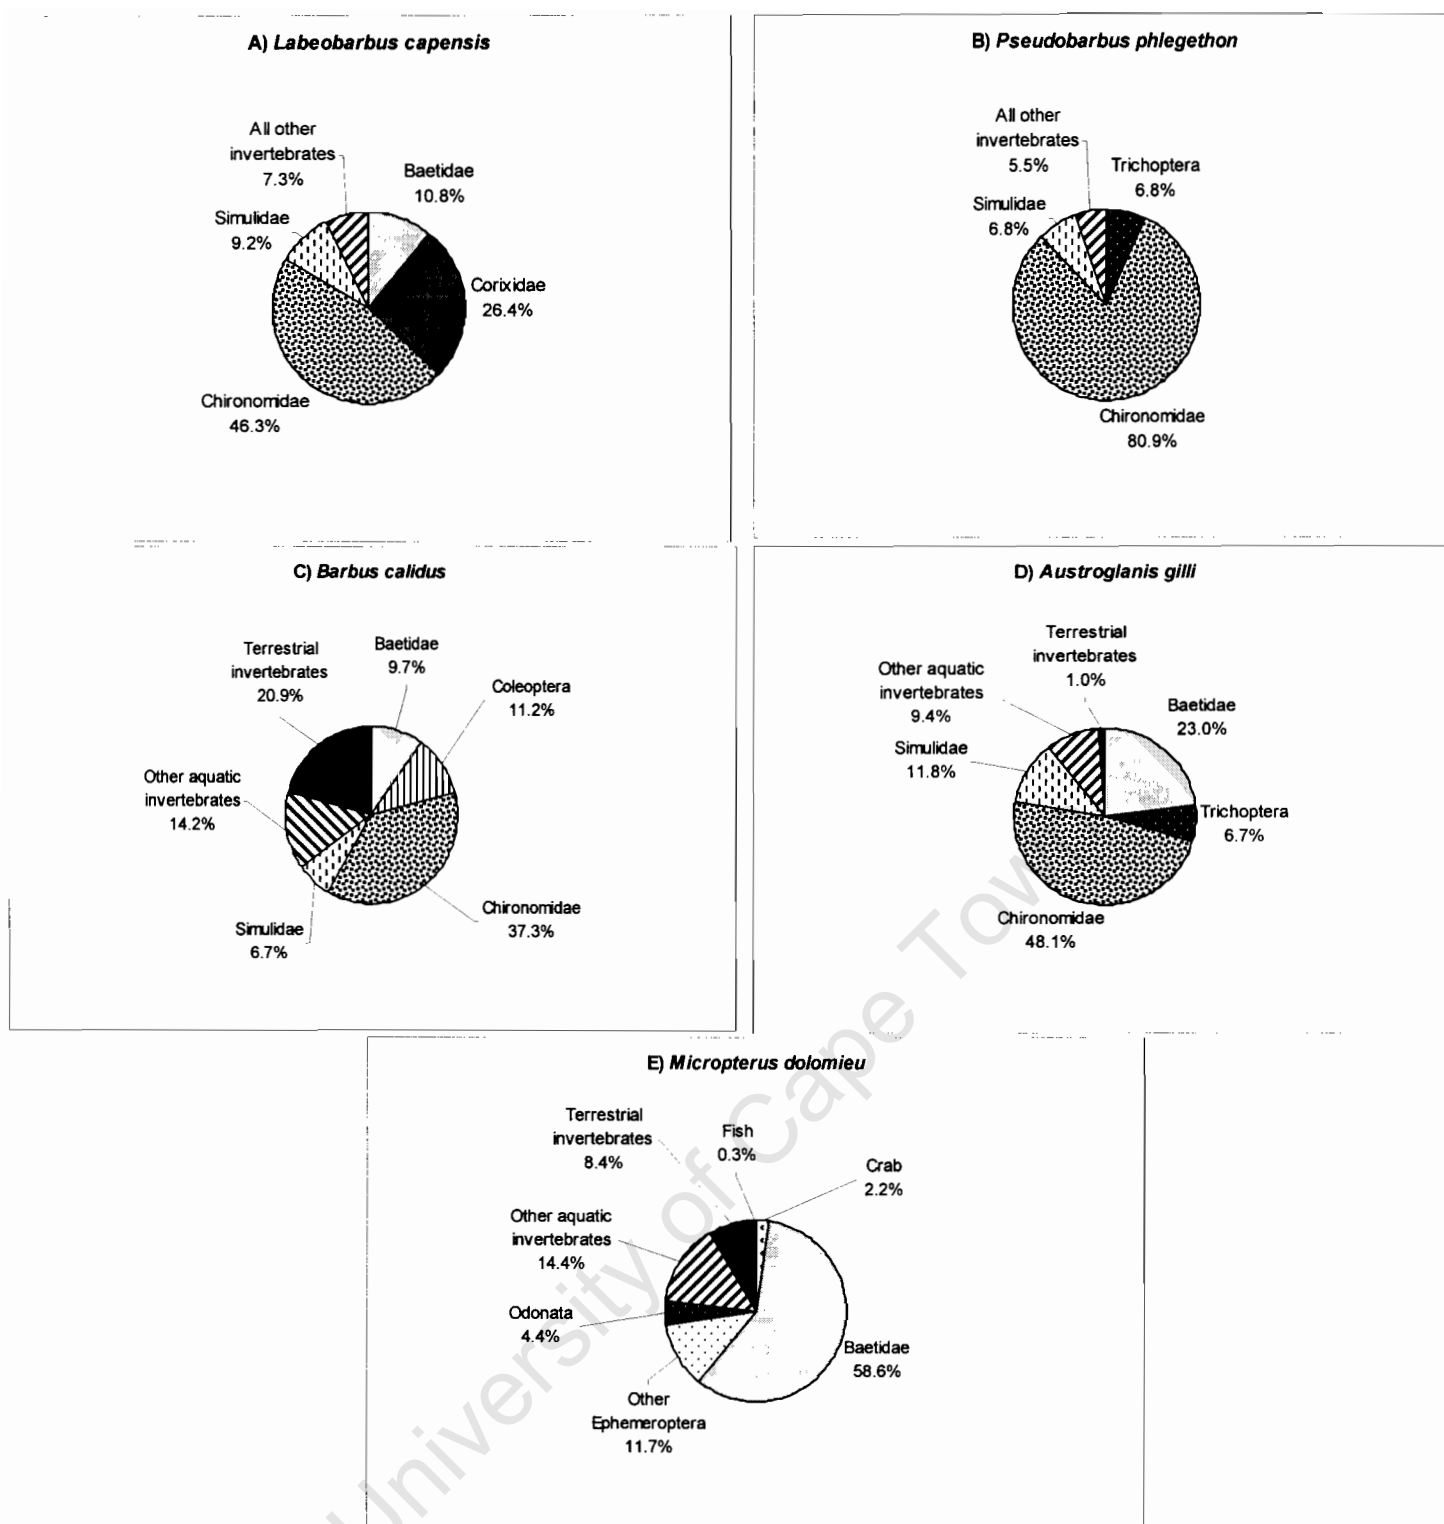 A) Labeobarbus capensis
All other
invertebrates
7.3%
Baetidae
10.8%
Simulidae
9.2%
Corixidae
26.4%
Chironomidae
46.3%
B) Pseudobarbus phlegethon
All other
invertebrates
5.5%
Trichoptera
6.8%
Simulidae
6.8%
Chironomidae
80.9%
C) Barbus calidus
Terrestrial
invertebrates
20.9%
Baetidae
9.7%
Coleoptera
11.2%
Other aquatic
invertebrates
14.2%
Chironomidae
37.3%
Simulidae
6.7%
D) Austroglanis gilli
Terrestrial
invertebrates
1.0%
Other aquatic
invertebrates
9.4%
Baetidae
23.0%
Simulidae
11.8%
Trichoptera
6.7%
Chironomidae
48.1%
E) Micropterus dolomieu
Terrestrial
invertebrates
8.4%
Fish
0.3%
Crab
2.2%
Other aquatic
invertebrates
14.4%
Odonata
4.4%
Baetidae
58.6%
Other
Ephemeroptera
11.7%
University of Cape Tow